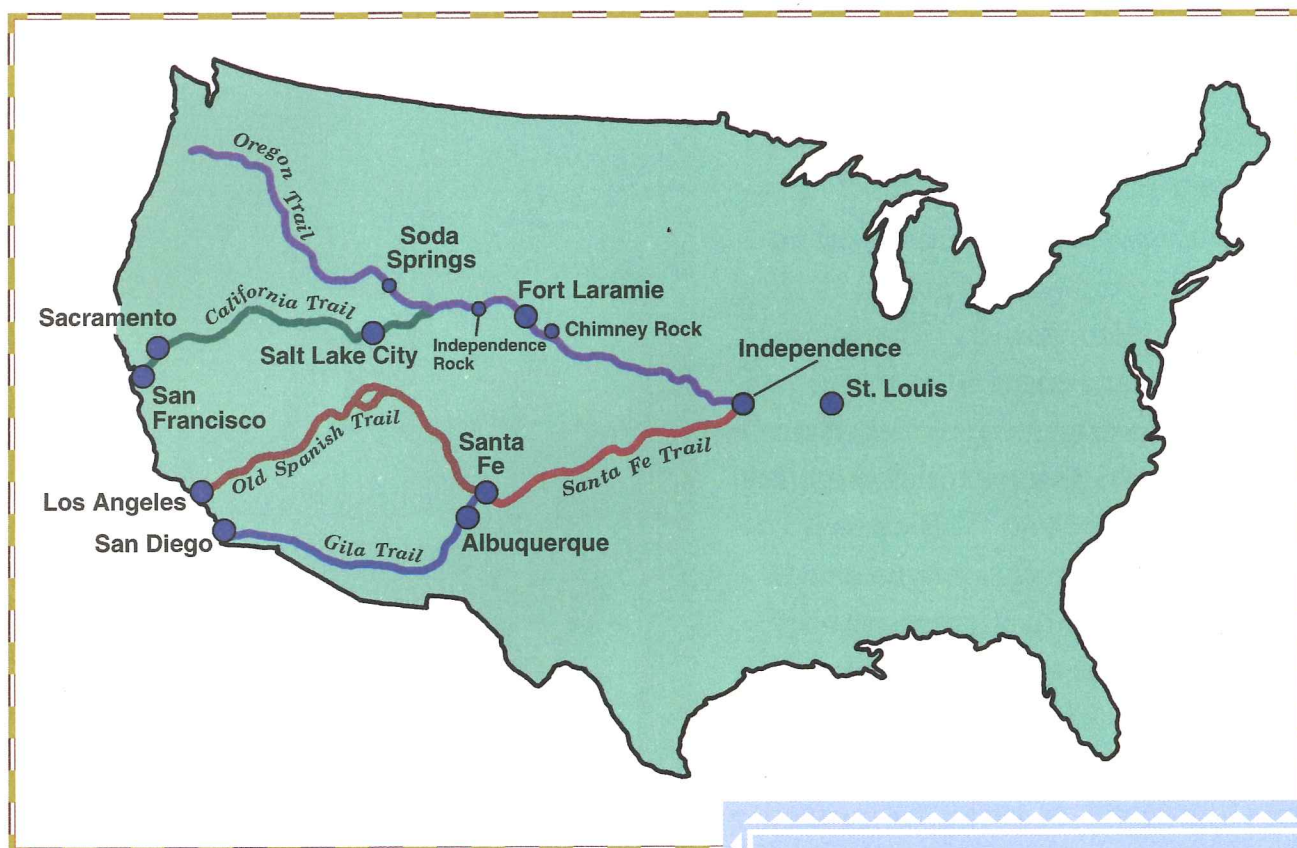 Oregon Trail
Soda
Springs
Fort Laramie
California Trail
Sacramento
Chimney Rock
Salt Lake City
Independence
Rock
Independence
San
Francisco
St. Louis
Old Spanish Trail
Santa
Fe
Santa Fe Trail
Los Angeles
San Diego
Gila Trail
Albuquerque